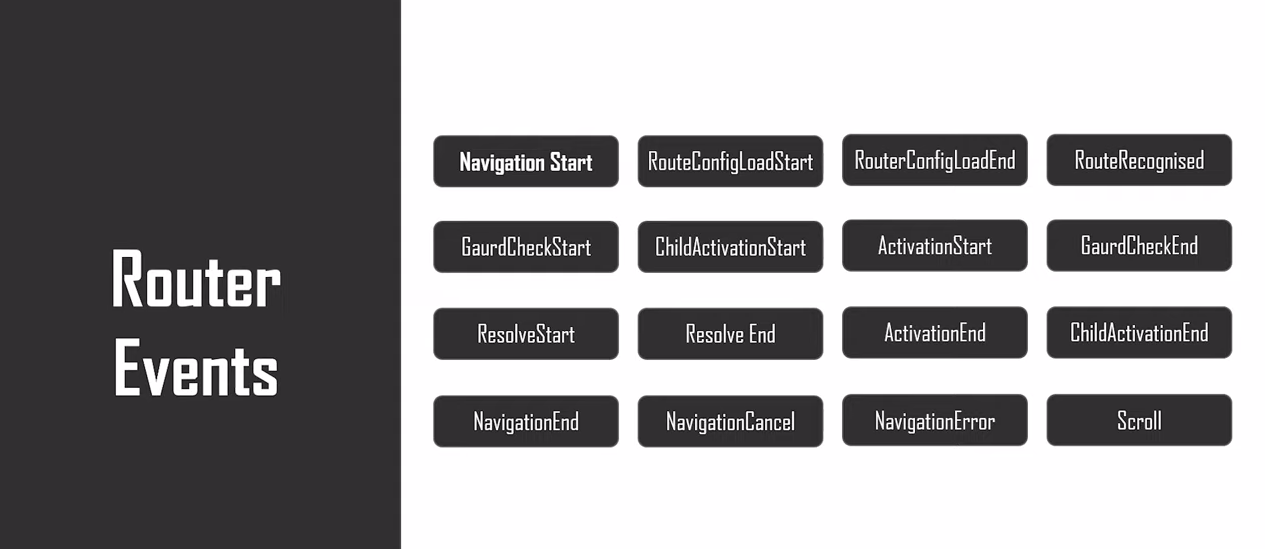 Router
Events
Navigation Start
RouteConfigLoadStart
RouterConfigLoadEnd
RouteRecognised
GaurdCheckStart
ChildActivationStart
ActivationStart
GaurdCheckEnd
ResolveStart
Resolve End
ActivationEnd
ChildActivationEnd
NavigationEnd
NavigationCancel
NavigationError
Scroll